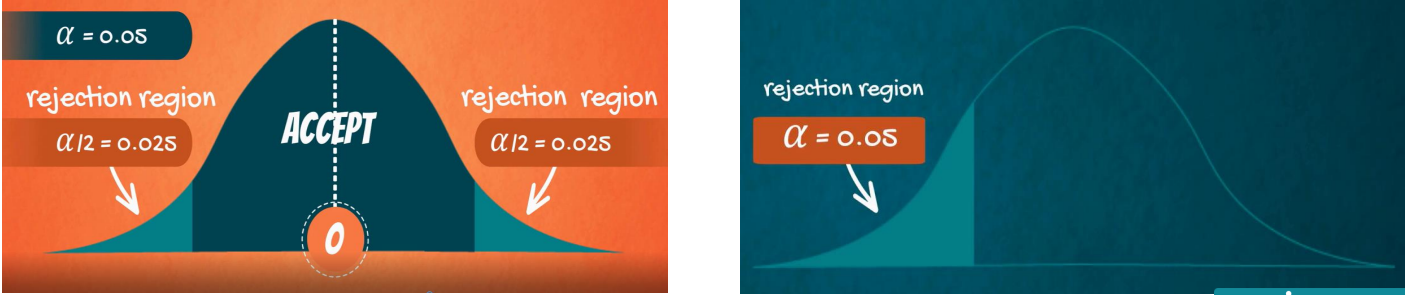 α = 0.05
rejection region
α/2 = 0.025
ACCEPT
0
rejection region
α/2 = 0.025
rejection region
α = 0.05